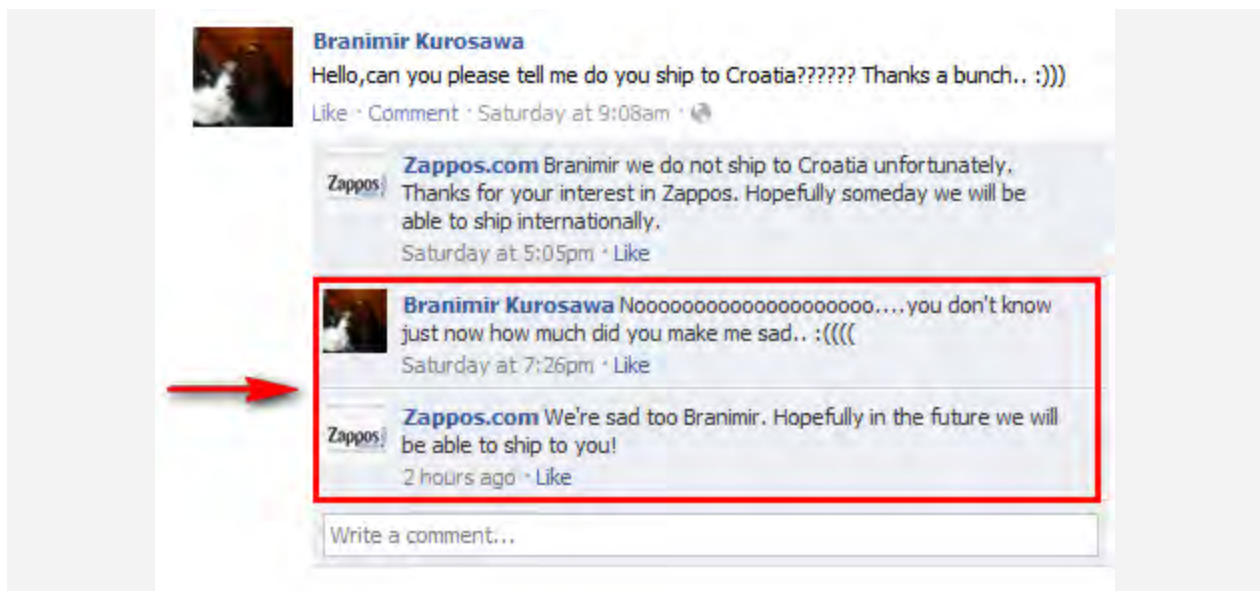 Branimir Kurosawa
Hello,can you please tell me do you ship to Croatia?????? Thanks a bunch.. :)))
Like · Comment · Saturday at 9:08am ·
Zappos
Zappos.com Branimir we do not ship to Croatia unfortunately.
Thanks for your interest in Zappos. Hopefully someday we will be
able to ship internationally.
Saturday at 5:05pm · Like
Branimir Kurosawa Noooooooooooooooooooo....you don't know
just now how much did you make me sad.. :((((
Saturday at 7:26pm · Like
Zappos
Zappos.com We're sad too Branimir. Hopefully in the future we will
be able to ship to you!
2 hours ago · Like
Write a comment...